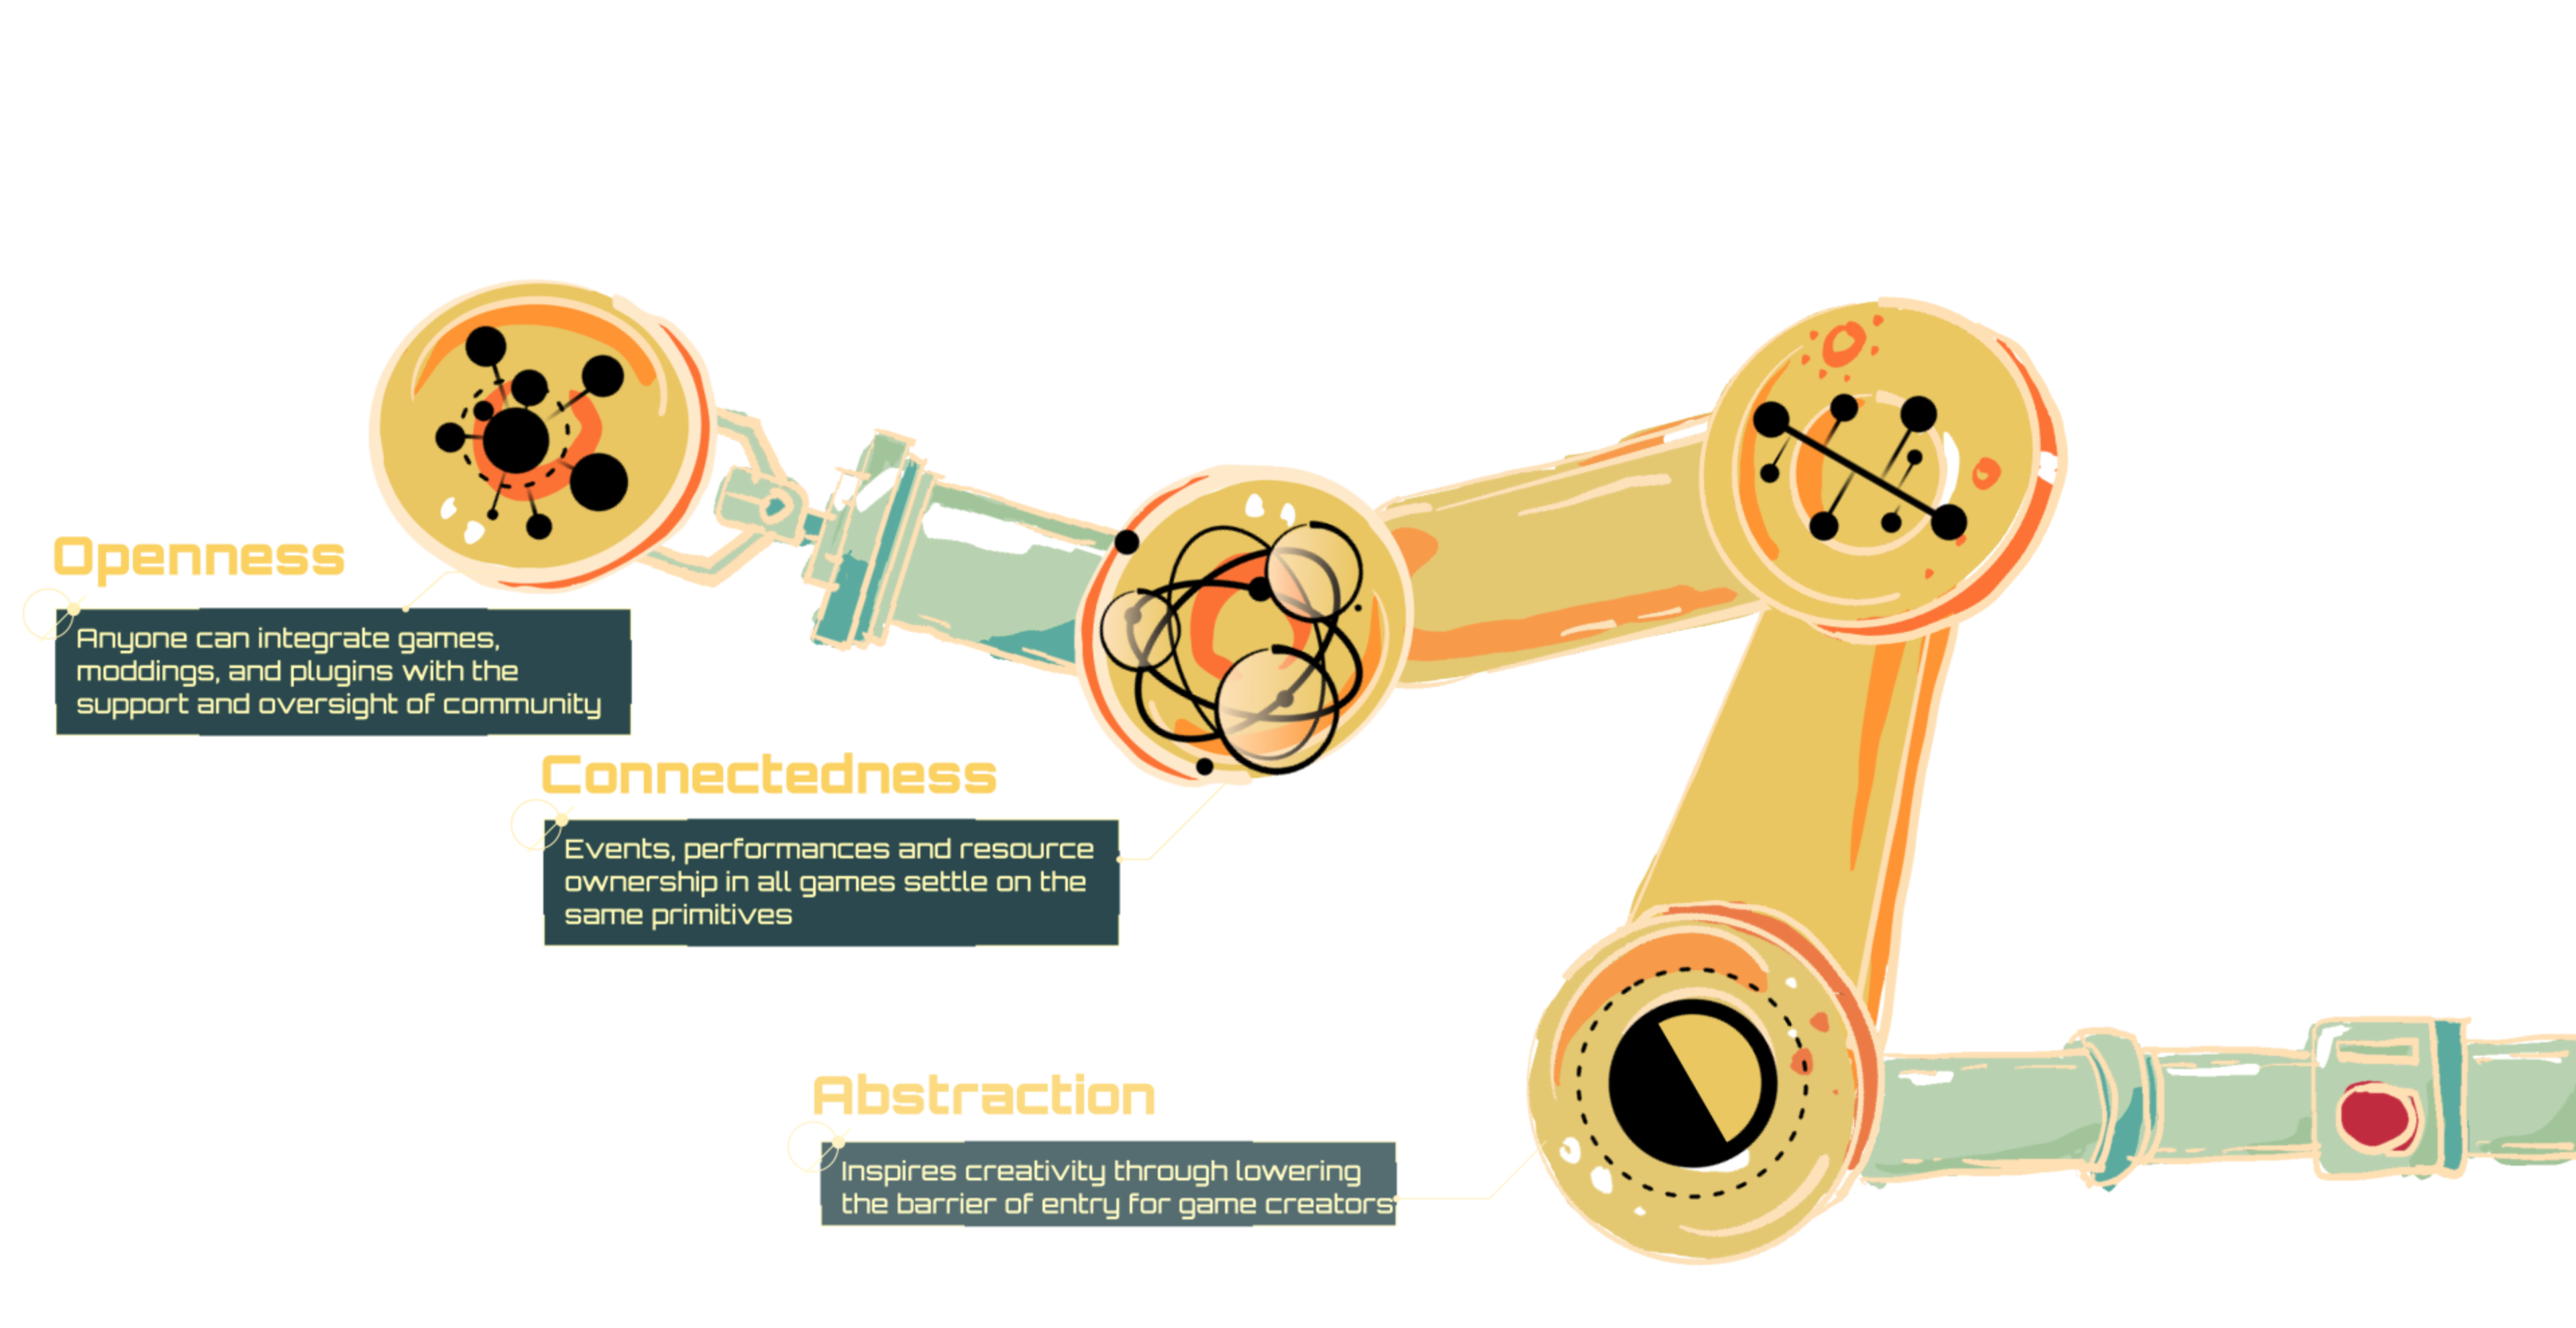 Openness
Anyone can integrate games,
moddings, and plugins with the
support and oversight of community
Connectedness
Events, performances and resource
ownership in all games settle on the
same primitives
Abstraction
Inspires creativity through lowering
the barrier of entry for game creators